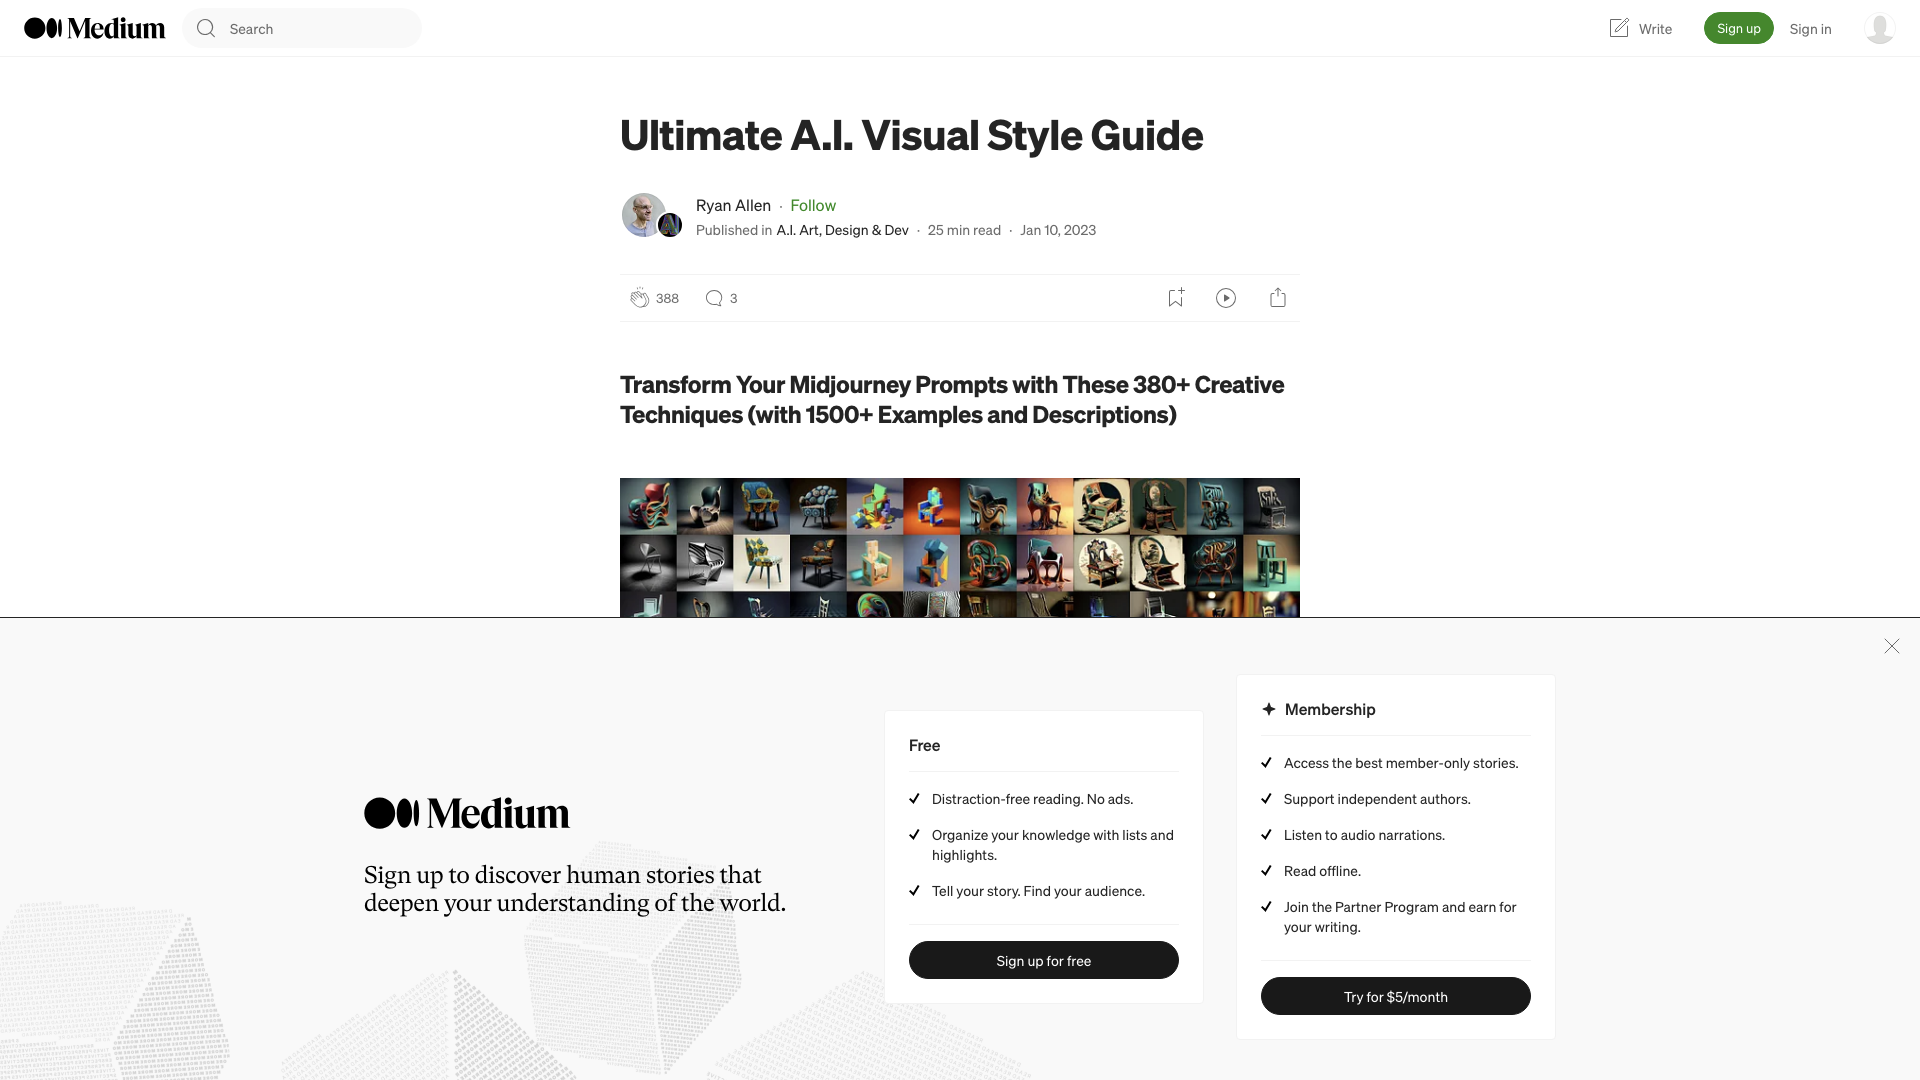 Medium
Search
Write
Sign up
Sign in
Ultimate A.I. Visual Style Guide
Ryan Allen · Follow
Published in A.I. Art, Design & Dev · 25 min read · Jan 10, 2023
388
3
Transform Your Midjourney Prompts with These 380+ Creative
Techniques (with 1500+ Examples and Descriptions)
Medium
Sign up to discover human stories that
deepen your understanding of the world.
Free
Distraction-free reading. No ads.
Organize your knowledge with lists and
highlights.
Tell your story. Find your audience.
Sign up for free
Membership
Access the best member-only stories.
Support independent authors.
Listen to audio narrations.
Read offline.
Join the Partner Program and earn for
your writing.
Try for $5/month